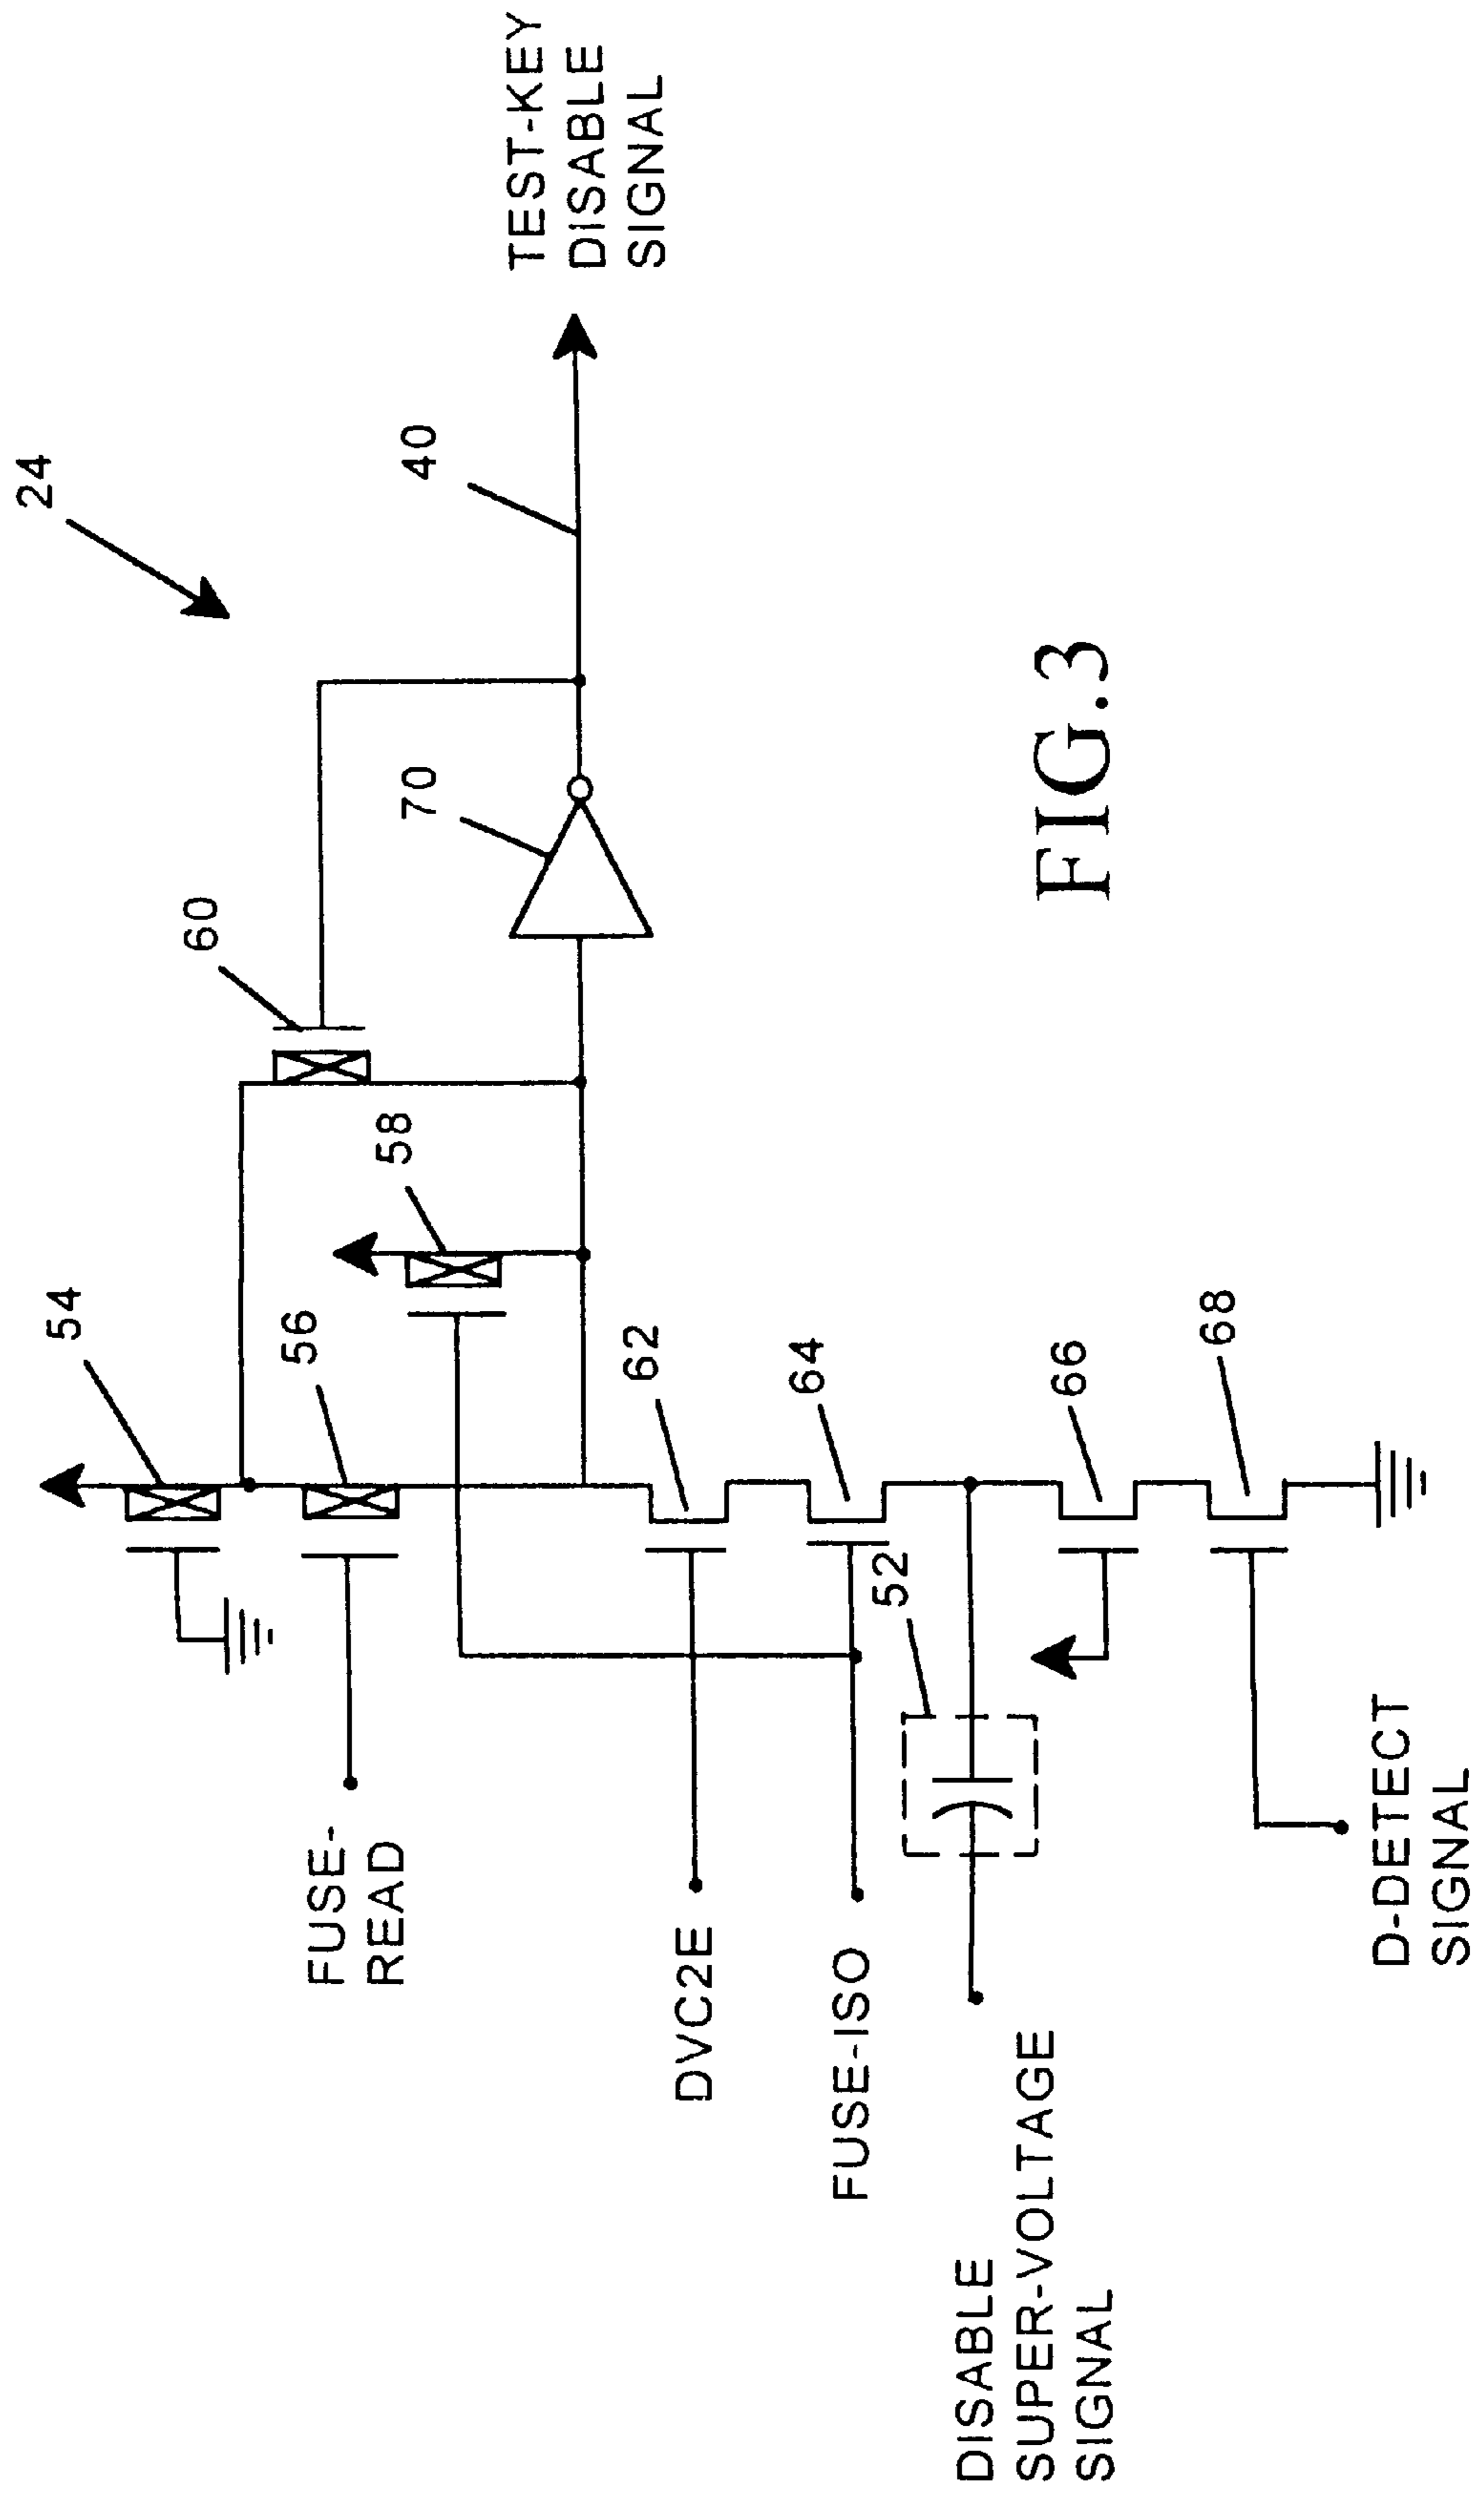 24
54
60
40
56
58
70
TEST-KEY
DISABLE
SIGNAL
FUSE-
READ
62
DVC2E
64
FUSE-ISO
52
DISABLE
SUPER-VOLTAGE
SIGNAL
66
68
D-DETECT
SIGNAL
FIG.3